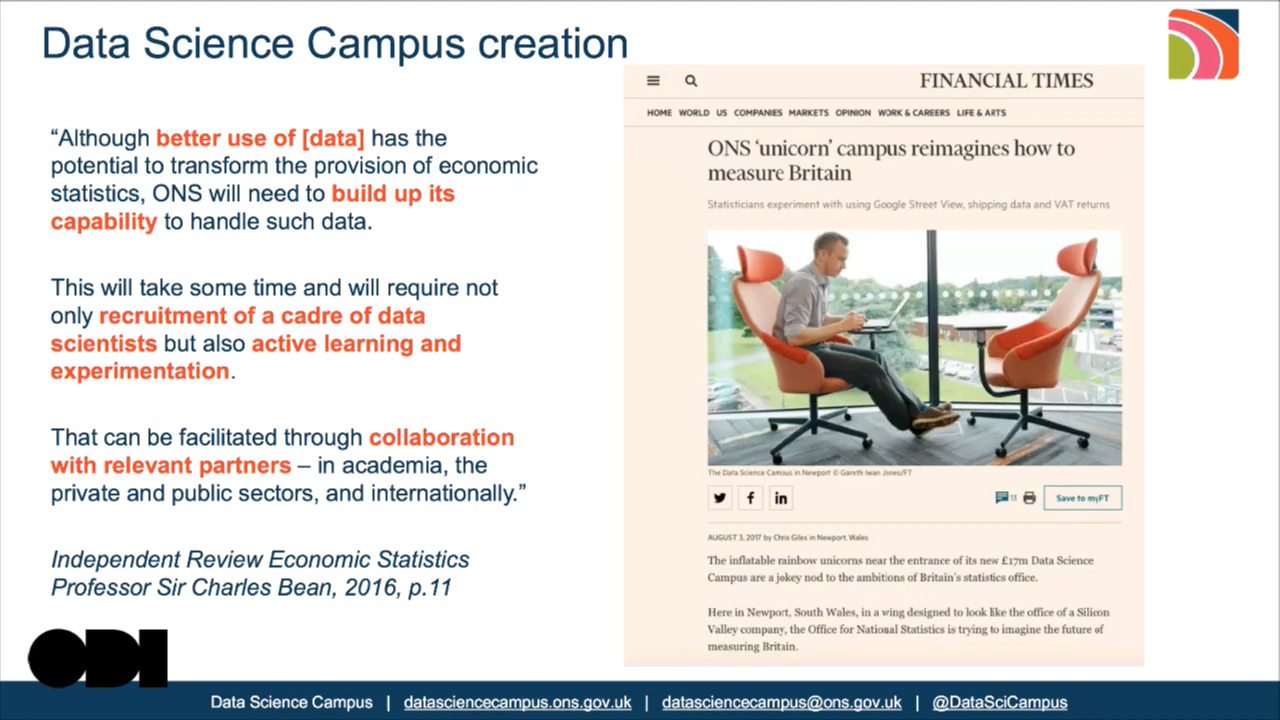 Data Science Campus creation
“Although better use of [data] has the
potential to transform the provision of economic
statistics, ONS will need to build up its
capability to handle such data.
This will take some time and will require not
only recruitment of a cadre of data
scientists but also active learning and
experimentation.
That can be facilitated through collaboration
with relevant partners – in academia, the
private and public sectors, and internationally.”
Independent Review Economic Statistics
Professor Sir Charles Bean, 2016, p.11
FINANCIAL TIMES
HOME WORLD US COMPANIES MARKETS OPINION WORK & CAREERS LIFE & ARTS
ONS ‘unicorn’ campus reimagines how to
measure Britain
Statisticians experiment with using Google Street View, shipping data and VAT returns
The Data Science Campus in Newport © Gareth Iwan Jones/FT
13
Save to myFT
AUGUST 3, 2017 by Chris Giles in Newport, Wales
The inflatable rainbow unicorns near the entrance of its new £17m Data Science
Campus are a jokey nod to the ambitions of Britain's statistics office.
Here in Newport, South Wales, in a wing designed to look like the office of a Silicon
Valley company, the Office for National Statistics is trying to imagine the future of
measuring Britain.
ODI
Data Science Campus | datasciencecampus.ons.gov.uk | datasciencecampus@ons.gov.uk | @DataSciCampus